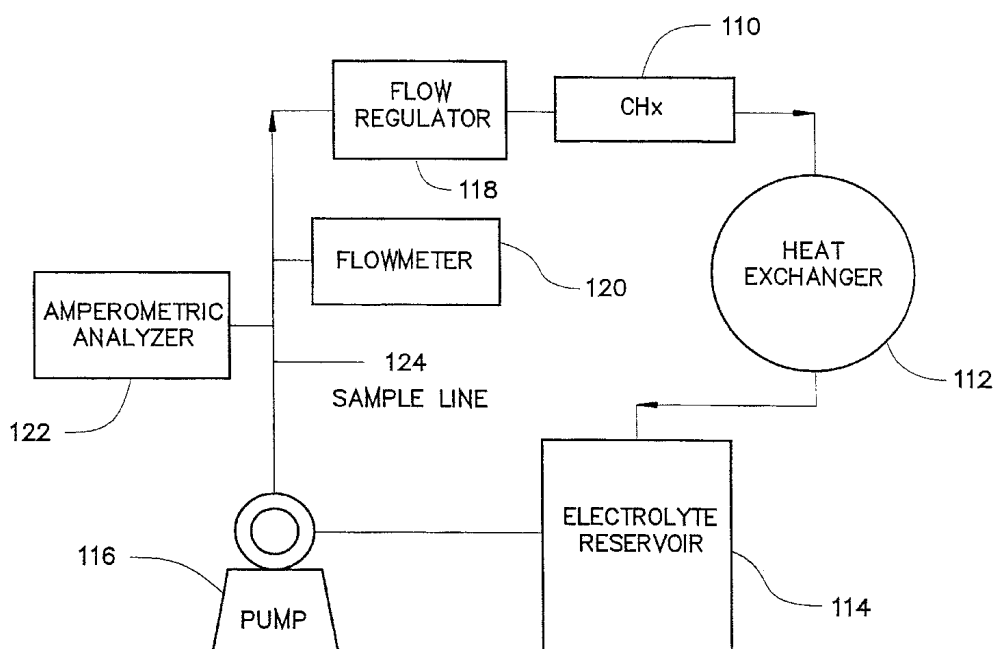 110
FLOW
REGULATOR
CHx
118
FLOWMETER
120
HEAT
EXCHANGER
112
AMPEROMETRIC
ANALYZER
122
124
SAMPLE LINE
ELECTROLYTE
RESERVOIR
114
116
PUMP